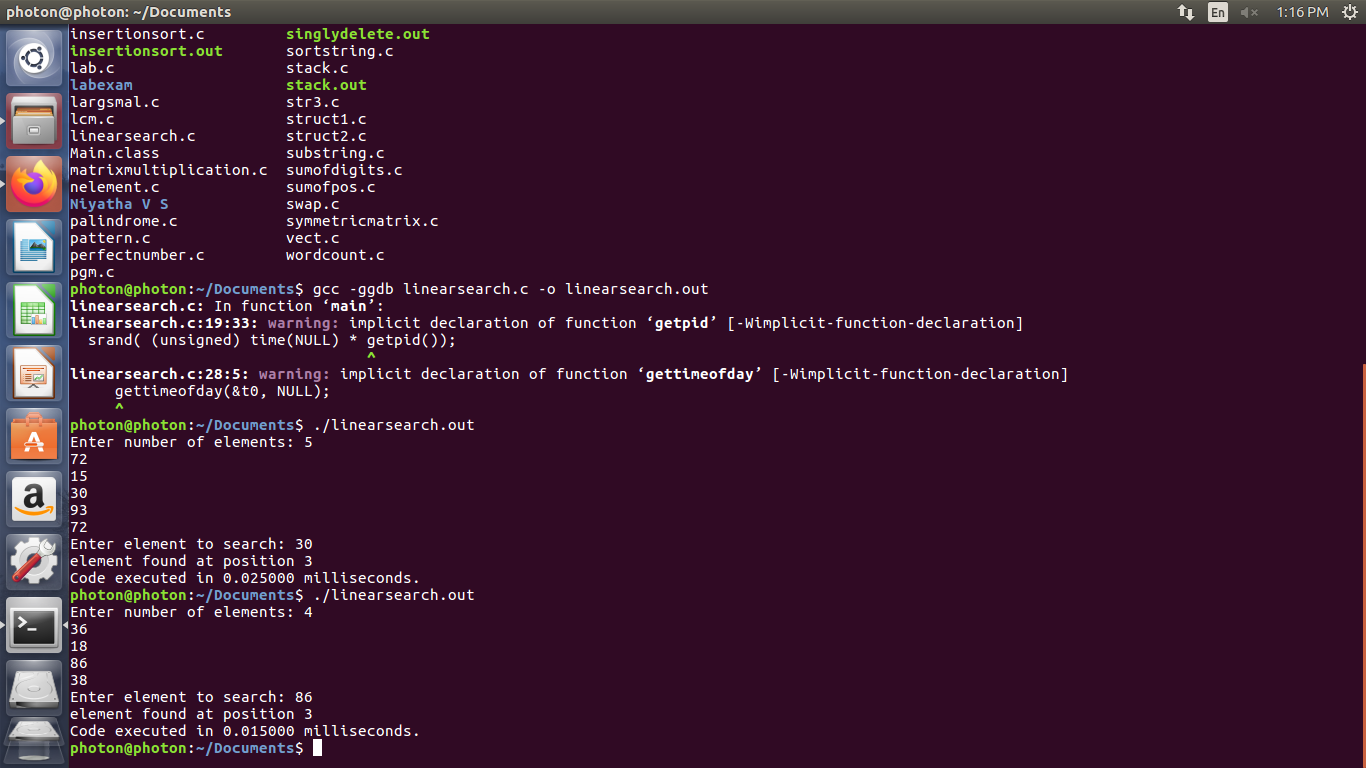 photon@photon: ~/Documents En 1:16 PM
insertionsort.c singlydelete.out
insertionsort.out sortstring.c
lab.c stack.c
labexam stack.out
largsmal.c str3.c
lcm.c struct1.c
linearsearch.c struct2.c
Main.class substring.c
matrixmultiplication.c sumofdigits.c
nelement.c sumofpos.c
Niyatha V S swap.c
palindrome.c symmetricmatrix.c
pattern.c vect.c
perfectnumber.c wordcount.c
pgm.c
photon@photon:~/Documents$ gcc -ggdb linearsearch.c -o linearsearch.out
linearsearch.c: In function ‘main’:
linearsearch.c:19:33: warning: implicit declaration of function ‘getpid’ [-Wimplicit-function-declaration]
srand( (unsigned) time(NULL) * getpid());
^
linearsearch.c:28:5: warning: implicit declaration of function ‘gettimeofday’ [-Wimplicit-function-declaration]
gettimeofday(&t0, NULL);
^
photon@photon:~/Documents$ ./linearsearch.out
Enter number of elements: 5
72
15
30
93
72
Enter element to search: 30
element found at position 3
Code executed in 0.025000 milliseconds.
photon@photon:~/Documents$ ./linearsearch.out
Enter number of elements: 4
36
18
86
38
Enter element to search: 86
element found at position 3
Code executed in 0.015000 milliseconds.
photon@photon:~/Documents$